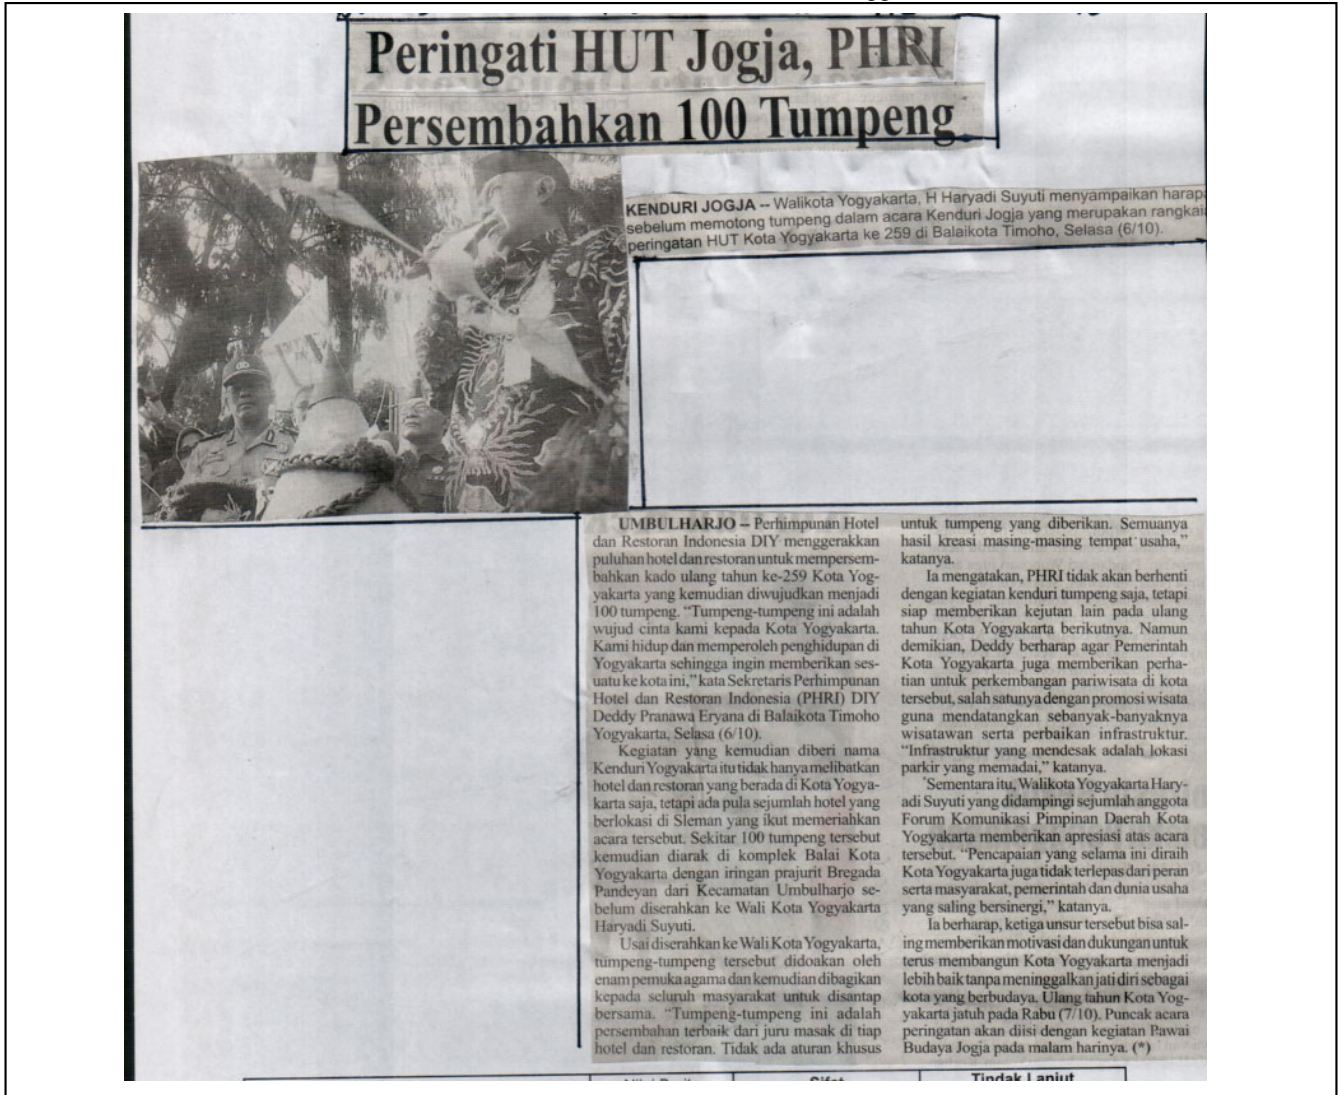 Peringati HUT Jogja, PHRI
Persembahkan 100 Tumpeng
KENDURI JOGJA -- Walikota Yogyakarta, H Haryadi Suyuti menyampaikan harap
sebelum memotong tumpeng dalam acara Kenduri Jogja yang merupakan rangkai
peringatan HUT Kota Yogyakarta ke 259 di Balaikota Timoho, Selasa (6/10).
UMBULHARJO -- Perhimpunan Hotel
dan Restoran Indonesia DIY menggerakkan
puluhan hotel dan restoran untuk mempersem-
bahkan kado ulang tahun ke-259 Kota Yog-
yakarta yang kemudian diwujudkan menjadi
100 tumpeng. “Tumpeng-tumpeng ini adalah
wujud cinta kami kepada Kota Yogyakarta.
Kami hidup dan memperoleh penghidupan di
Yogyakarta sehingga ingin memberikan ses-
uatu ke kota ini,” kata Sekretaris Perhimpunan
Hotel dan Restoran Indonesia (PHRI) DIY
Deddy Pranawa Eryana di Balaikota Timoho
Yogyakarta, Selasa (6/10).
Kegiatan yang kemudian diberi nama
Kenduri Yogyakarta itu tidak hanya melibatkan
hotel dan restoran yang berada di Kota Yogya-
karta saja, tetapi ada pula sejumlah hotel yang
berlokasi di Sleman yang ikut memeriahkan
acara tersebut. Sekitar 100 tumpeng tersebut
kemudian diarak di komplek Balai Kota
Yogyakarta dengan iringan prajurit Bregada
Pandeyan dari Kecamatan Umbulharjo se-
belum diserahkan ke Wali Kota Yogyakarta
Haryadi Suyuti.
Usai diserahkan ke Wali Kota Yogyakarta,
tumpeng-tumpeng tersebut didoakan oleh
enam pemuka agama dan kemudian dibagikan
kepada seluruh masyarakat untuk disantap
bersama. “Tumpeng-tumpeng ini adalah
persembahan terbaik dari juru masak di tiap
hotel dan restoran. Tidak ada aturan khusus
untuk tumpeng yang diberikan. Semuanya
hasil kreasi masing-masing tempat usaha,”
katanya.
Ia mengatakan, PHRI tidak akan berhenti
dengan kegiatan kenduri tumpeng saja, tetapi
siap memberikan kejutan lain pada ulang
tahun Kota Yogyakarta berikutnya. Namun
demikian, Deddy berharap agar Pemerintah
Kota Yogyakarta juga memberikan perha-
tian untuk perkembangan pariwisata di kota
tersebut, salah satunya dengan promosi wisata
guna mendatangkan sebanyak-banyaknya
wisatawan serta perbaikan infrastruktur.
“Infrastruktur yang mendesak adalah lokasi
parkir yang memadai,” katanya.
Sementara itu, Walikota Yogyakarta Hary-
adi Suyuti yang didampingi sejumlah anggota
Forum Komunikasi Pimpinan Daerah Kota
Yogyakarta memberikan apresiasi atas acara
tersebut. “Pencapaian yang selama ini diraih
Kota Yogyakarta juga tidak terlepas dari peran
serta masyarakat, pemerintah dan dunia usaha
yang saling bersinergi,” katanya.
Ia berharap, ketiga unsur tersebut bisa sal-
ing memberikan motivasi dan dukungan untuk
terus membangun Kota Yogyakarta menjadi
lebih baik tanpa meninggalkan jati diri sebagai
kota yang berbudaya. Ulang tahun Kota Yog-
yakarta jatuh pada Rabu (7/10). Puncak acara
peringatan akan diisi dengan kegiatan Pawai
Budaya Jogja pada malam harinya. (*)
Tindak Lanjut